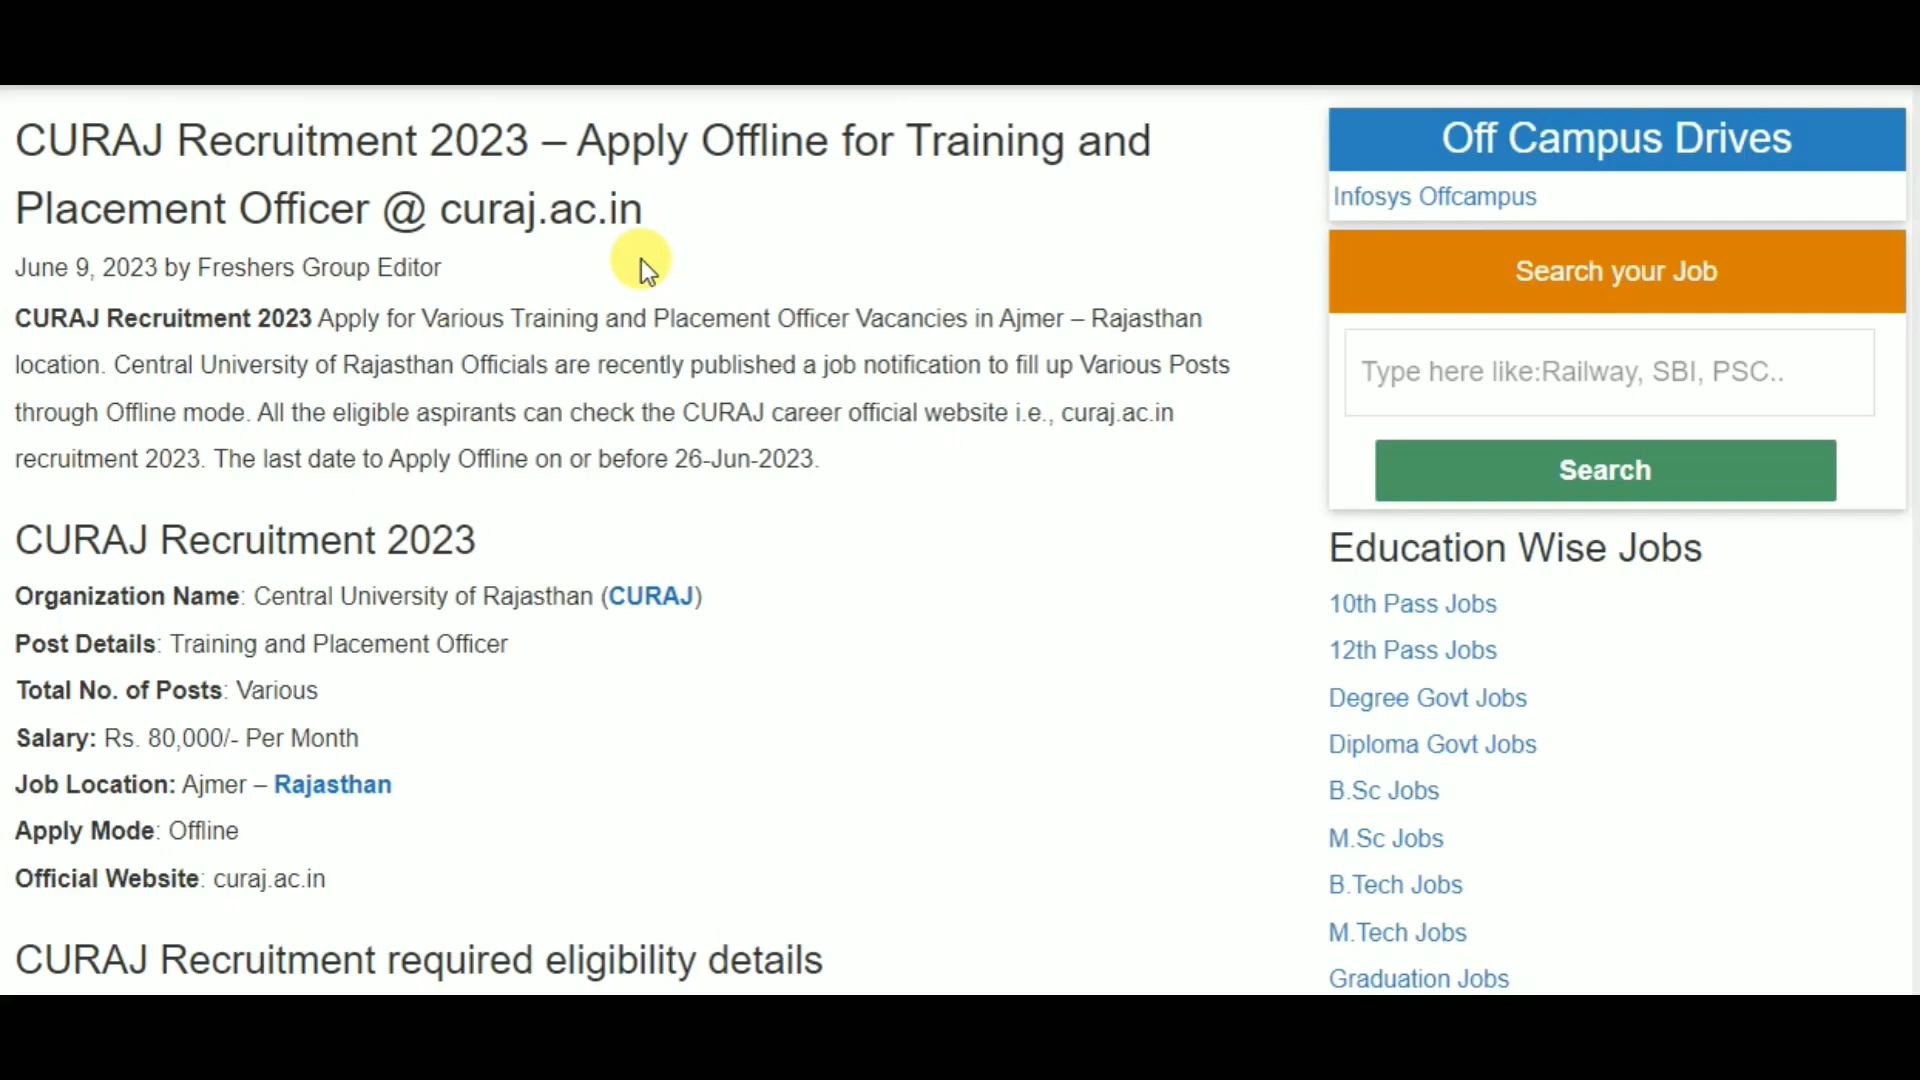 CURAJ Recruitment 2023 – Apply Offline for Training and
Placement Officer @ curaj.ac.in
June 9, 2023 by Freshers Group Editor
CURAJ Recruitment 2023 Apply for Various Training and Placement Officer Vacancies in Ajmer – Rajasthan
location. Central University of Rajasthan Officials are recently published a job notification to fill up Various Posts
through Offline mode. All the eligible aspirants can check the CURAJ career official website i.e., curaj.ac.in
recruitment 2023. The last date to Apply Offline on or before 26-Jun-2023.
CURAJ Recruitment 2023
Organization Name: Central University of Rajasthan (CURAJ)
Post Details: Training and Placement Officer
Total No. of Posts: Various
Salary: Rs. 80,000/- Per Month
Job Location: Ajmer – Rajasthan
Apply Mode: Offline
Official Website: curaj.ac.in
CURAJ Recruitment required eligibility details
Off Campus Drives
Infosys Offcampus
Search your Job
Type here like:Railway, SBI, PSC..
Search
Education Wise Jobs
10th Pass Jobs
12th Pass Jobs
Degree Govt Jobs
Diploma Govt Jobs
B.Sc Jobs
M.Sc Jobs
B.Tech Jobs
M.Tech Jobs
Graduation Jobs